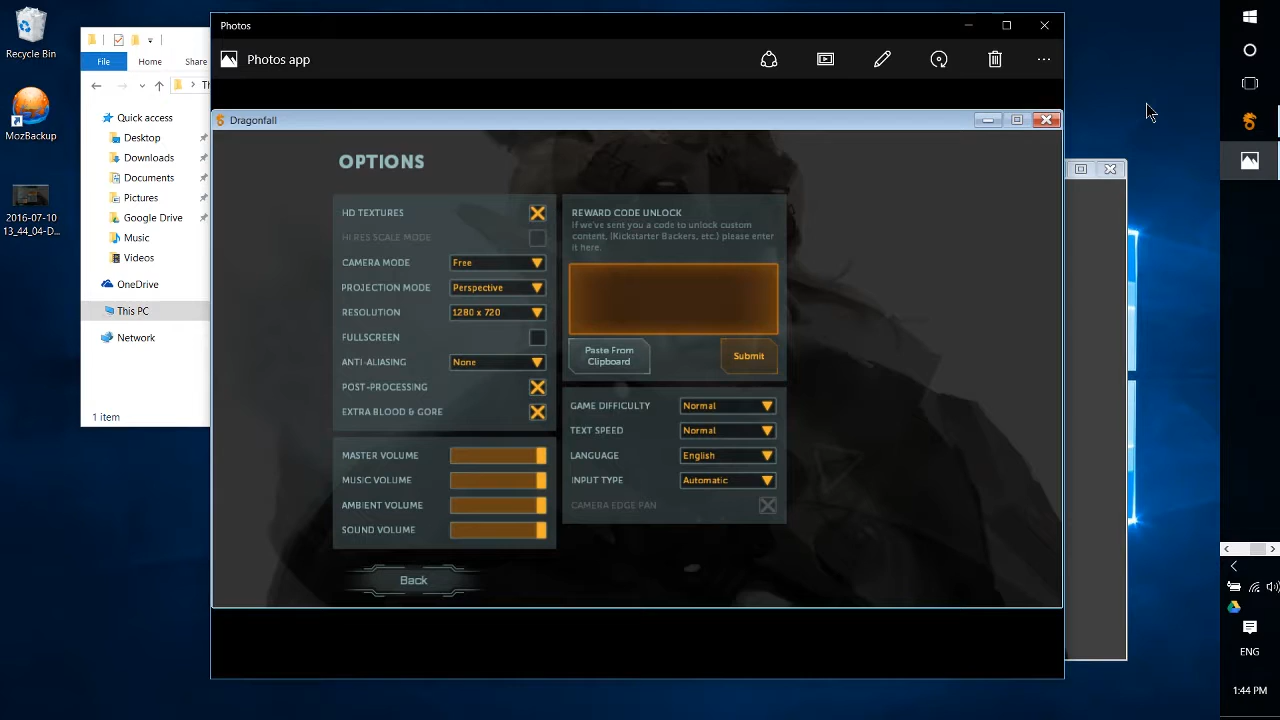 Recycle Bin
MozBackup
2016-07-10
13_44_04-D...
File
Home
Share
Th
Quick access
Desktop
Downloads
Documents
Pictures
Google Drive
Music
Videos
OneDrive
This PC
Network
1 item
Photos
Photos app
Dragonfall
OPTIONS
HD TEXTURES
HI RES SCALE MODE
CAMERA MODE Free
PROJECTION MODE Perspective
RESOLUTION 1280 x 720
FULLSCREEN
ANTI-ALIASING None
POST-PROCESSING
EXTRA BLOOD & GORE
MASTER VOLUME
MUSIC VOLUME
AMBIENT VOLUME
SOUND VOLUME
Back
REWARD CODE UNLOCK
If we've sent you a code to unlock custom
content, (Kickstarter Backers, etc.) please enter
it here.
Paste From
Clipboard
Submit
GAME DIFFICULTY Normal
TEXT SPEED Normal
LANGUAGE English
INPUT TYPE Automatic
CAMERA EDGE PAN
ENG
1:44 PM